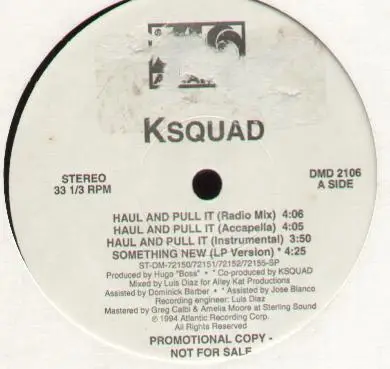 KSQUAD
STEREO
33 1/3 RPM
DMD 2106
A SIDE
HAUL AND PULL IT (Radio Mix) 4:06
HAUL AND PULL IT (Accapella) 4:05
HAUL AND PULL IT (Instrumental) 3:50
SOMETHING NEW (LP Version) * 4:25
ST-DM-72150/72151/72152/72155-SP
Produced by Hugo "Boss" • * Co-produced by KSQUAD
Mixed by Luis Diaz for Alley Kat Productions
Assisted by Dominick Barber • * Assisted by Jose Blanco
Recording engineer: Luis Diaz
Mastered by Greg Calbi & Amelia Moore at Sterling Sound
© 1994 Atlantic Recording Corp.
All Rights Reserved
PROMOTIONAL COPY -
NOT FOR SALE